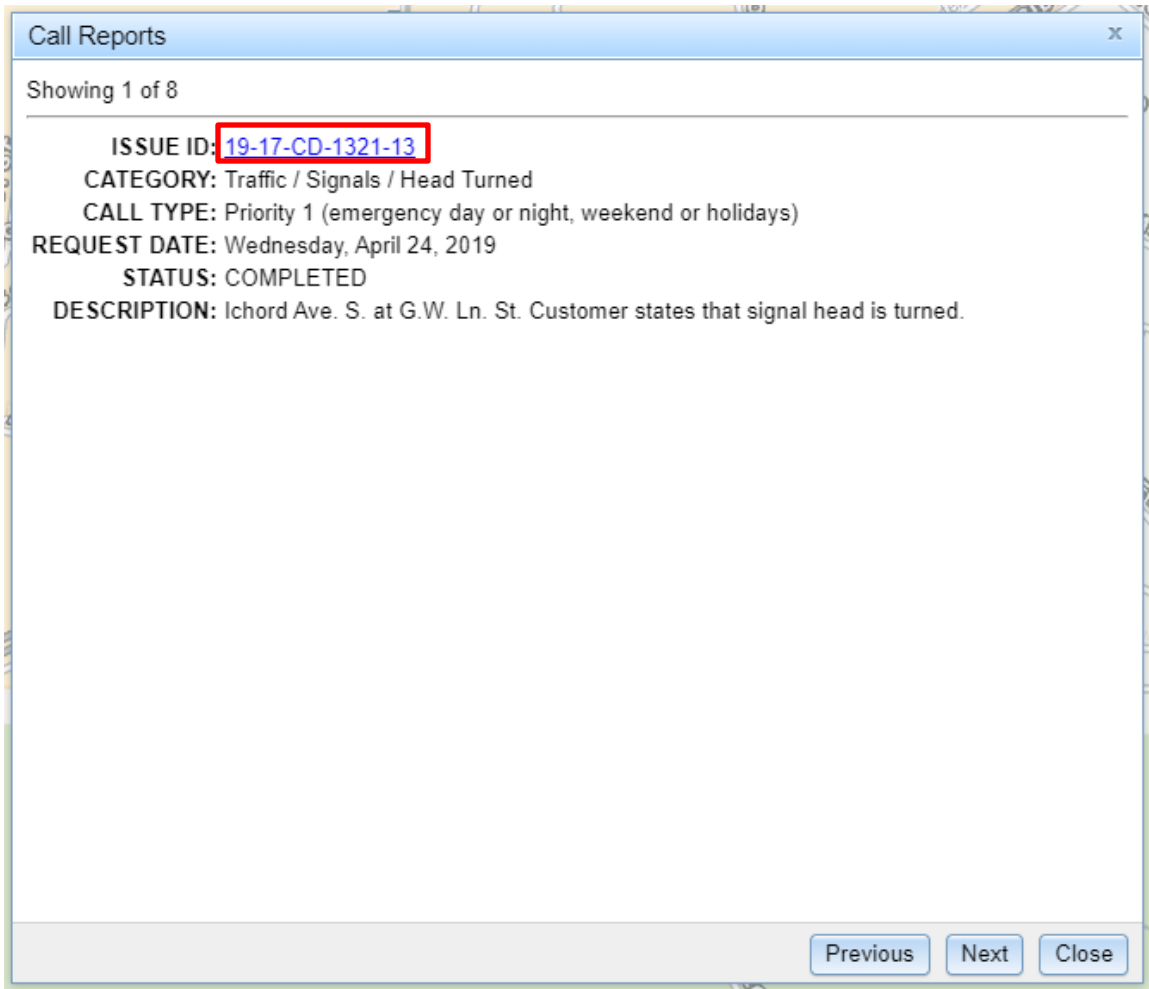 Call Reports x
Showing 1 of 8
ISSUE ID: 19-17-CD-1321-13
CATEGORY: Traffic / Signals / Head Turned
CALL TYPE: Priority 1 (emergency day or night, weekend or holidays)
REQUEST DATE: Wednesday, April 24, 2019
STATUS: COMPLETED
DESCRIPTION: Ichord Ave. S. at G.W. Ln. St. Customer states that signal head is turned.
Previous Next Close